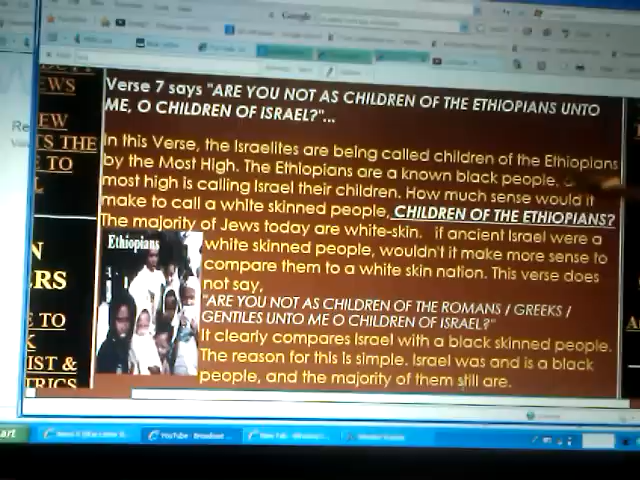 Google
EWS
EW
TS THE
E TO
L
N
ERS
E TO
K
IST &
TRICS
Verse 7 says "ARE YOU NOT AS CHILDREN OF THE ETHIOPIANS UNTO
ME, O CHILDREN OF ISRAEL?"...
In this Verse, the Israelites are being called children of the Ethiopians
by the Most High. The Ethiopians are a known black people,
most high is calling Israel their children. How much sense would it
make to call a white skinned people, CHILDREN OF THE ETHIOPIANS?
The majority of Jews today are white-skin. if ancient Israel were a
Ethiopians
white skinned people, wouldn't it make more sense to
compare them to a white skin nation. This verse does
not say,
"ARE YOU NOT AS CHILDREN OF THE ROMANS / GREEKS /
GENTILES UNTO ME O CHILDREN OF ISRAEL?"
It clearly compares Israel with a black skinned people.
The reason for this is simple. Israel was and is a black
people, and the majority of them still are.
art
YouTube - Broadcast